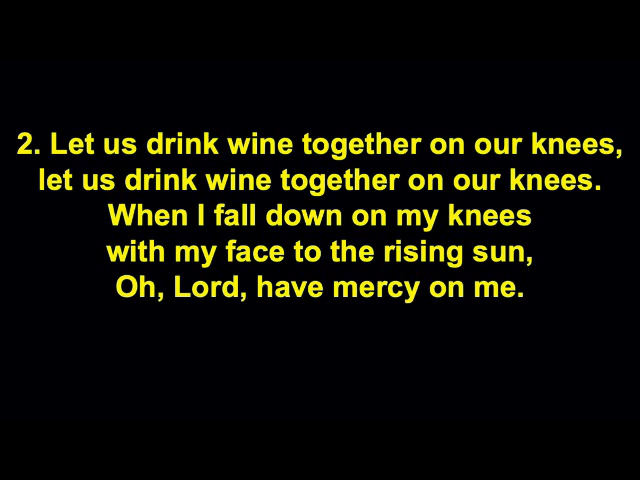 2. Let us drink wine together on our knees,
let us drink wine together on our knees.
When I fall down on my knees
with my face to the rising sun,
Oh, Lord, have mercy on me.